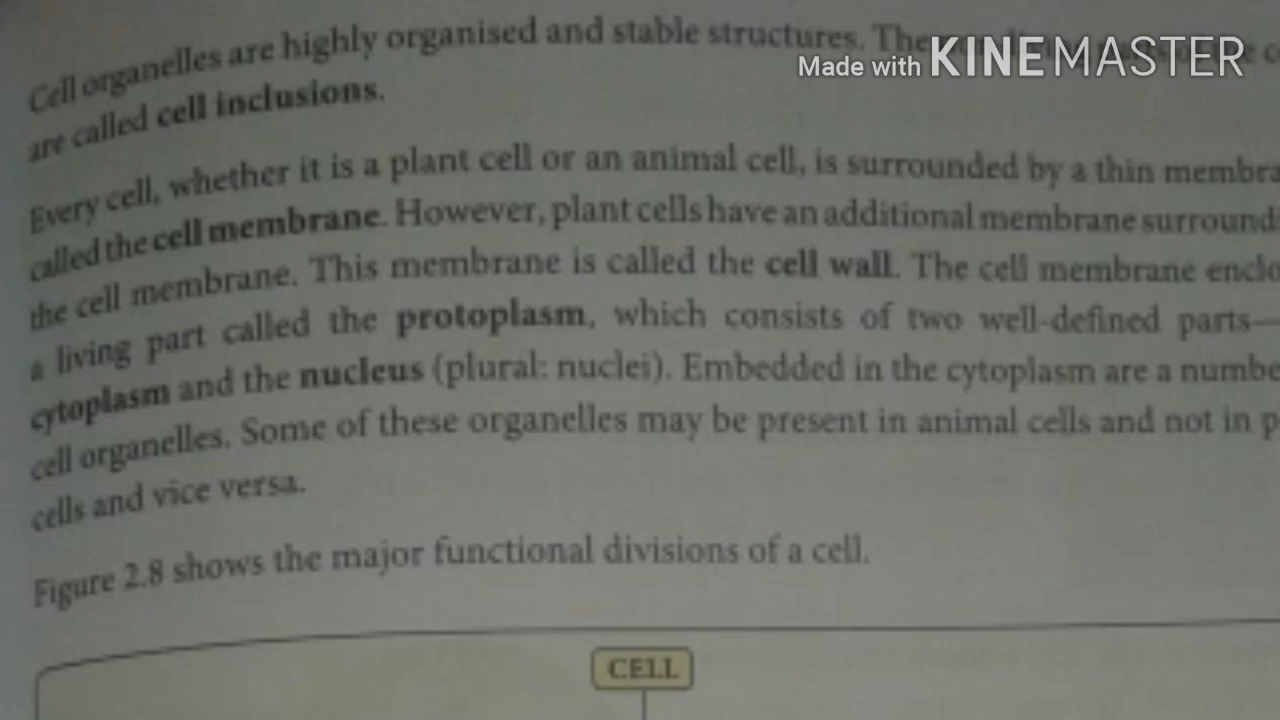 Cell organelles are highly organised and stable structures. The
Made with KINEMASTER
are called cell inclusions.
Every cell, whether it is a plant cell or an animal cell, is surrounded by a thin membra
called the cell membrane. However, plant cells have an additional membrane surround
the cell membrane. This membrane is called the cell wall. The cell membrane enclo
a living part called the protoplasm, which consists of two well-defined parts—
cytoplasm and the nucleus (plural: nuclei). Embedded in the cytoplasm are a numbe
cell organelles. Some of these organelles may be present in animal cells and not in p
cells and vice versa.
Figure 2.8 shows the major functional divisions of a cell.
CELL